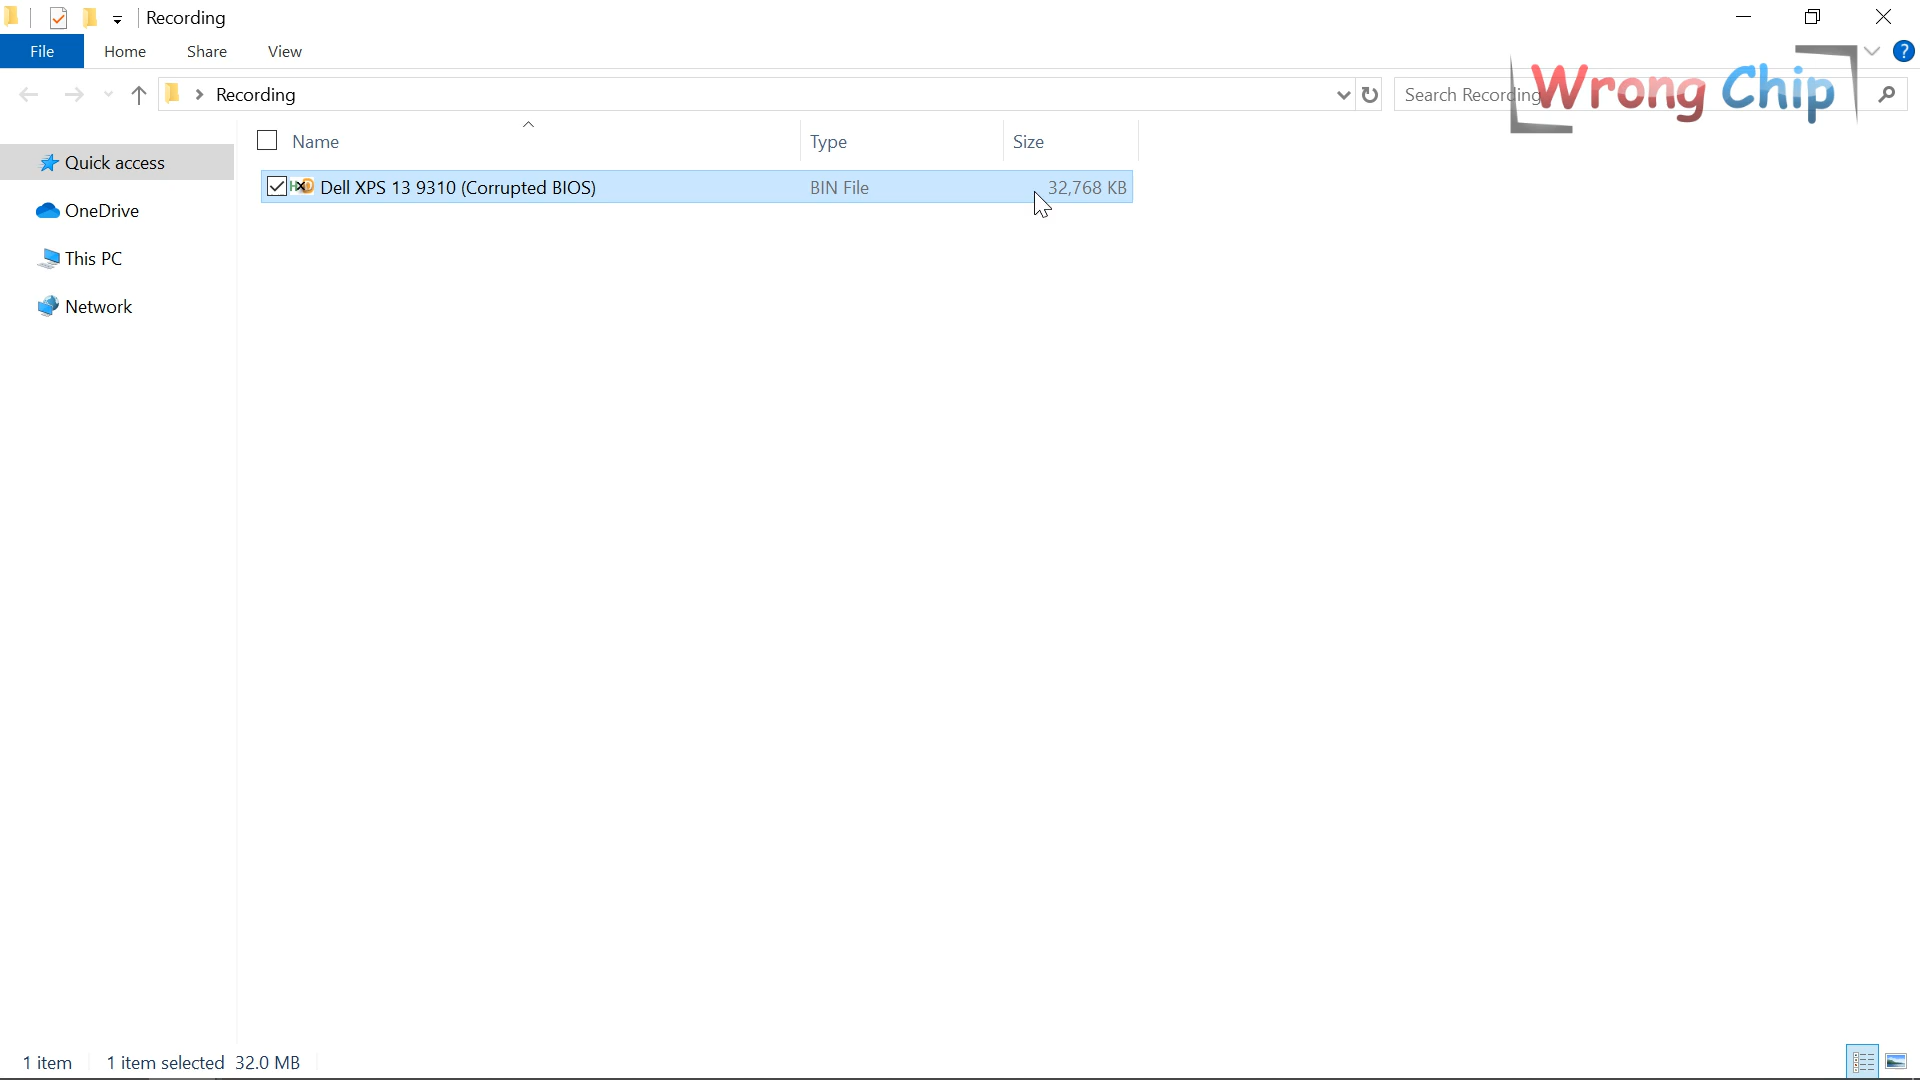 Recording
File Home Share View
Recording
Search Recording
Wrong Chip
Name Type Size
Quick access
Dell XPS 13 9310 (Corrupted BIOS) BIN File 32,768 KB
OneDrive
This PC
Network
1 item 1 item selected 32.0 MB